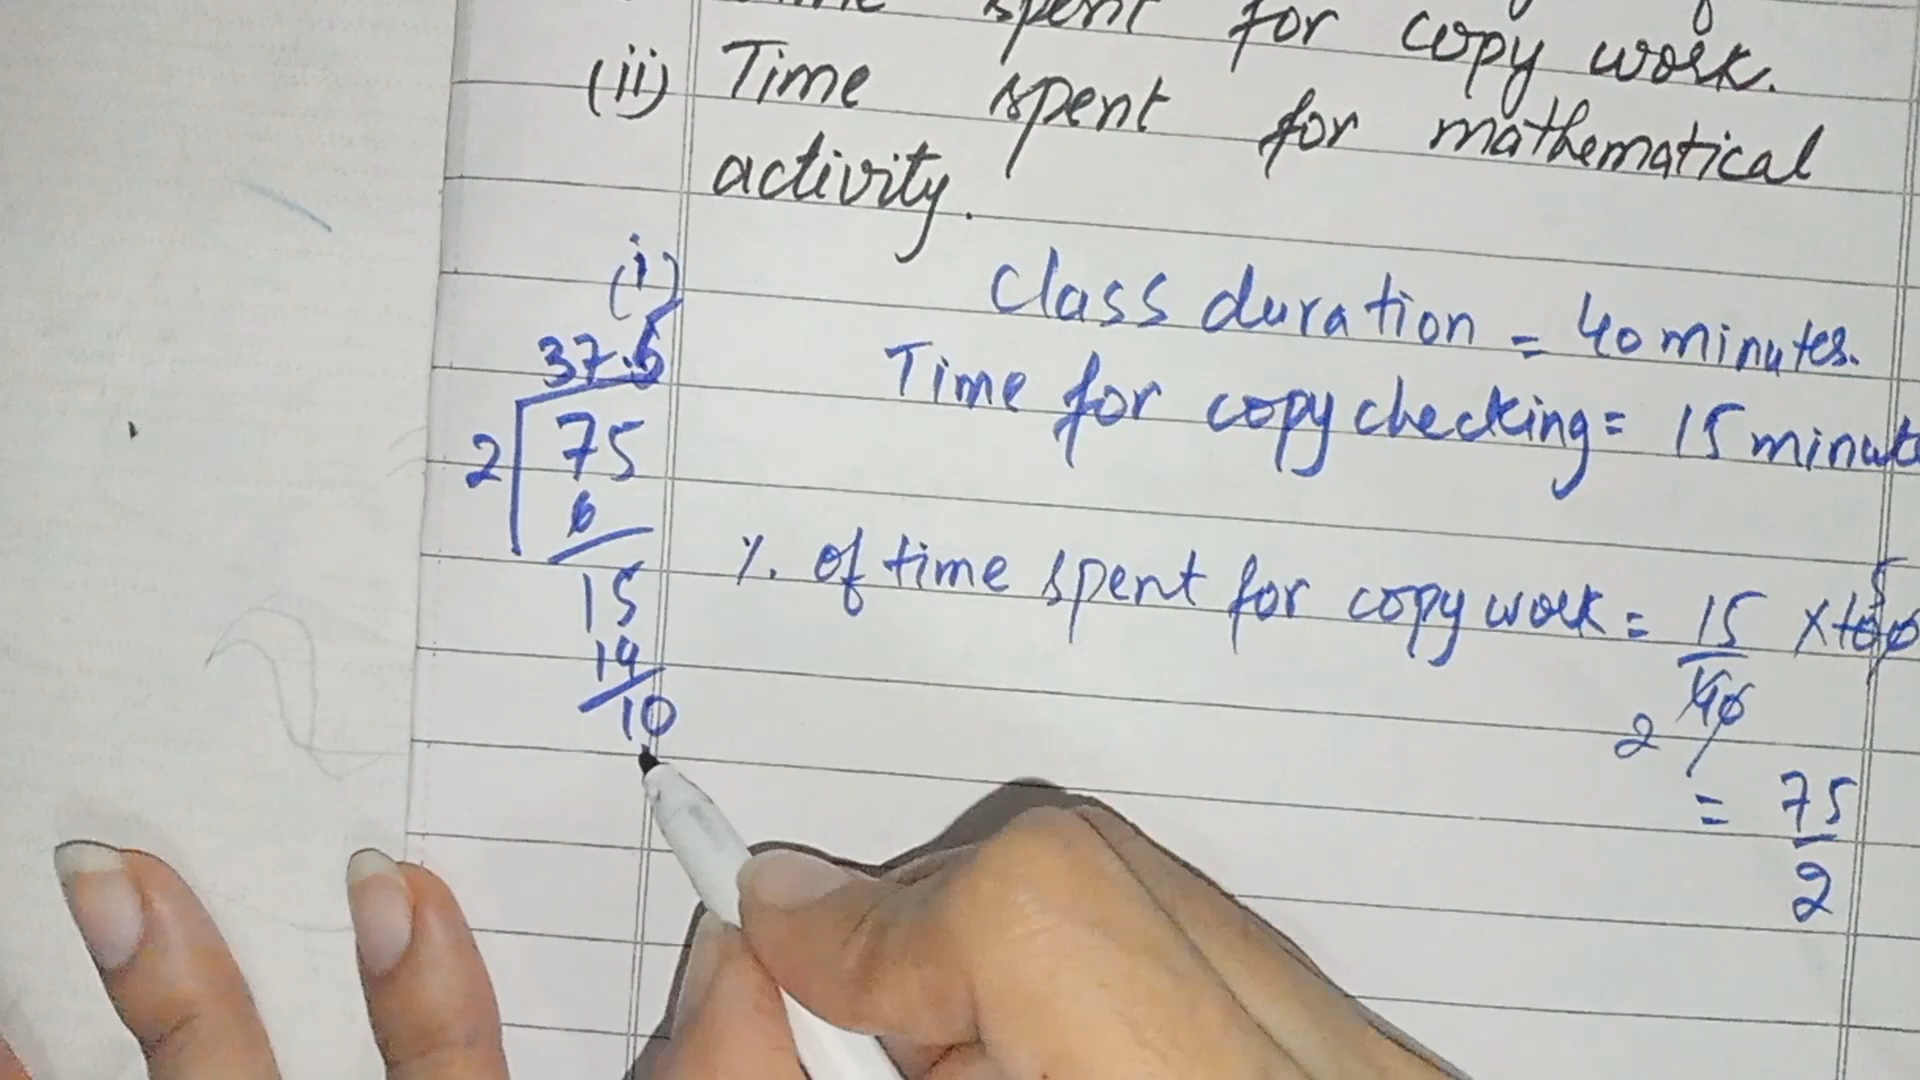 spent for copy work.
(ii) Time spent for mathematical
activity.
(i)
Class duration = 40 minutes.
Time for copy checking = 15 minut
% of time spent for copy work = 15/40 × 100
5
2
= 75/2
37.5
2 75
6
15
14
10